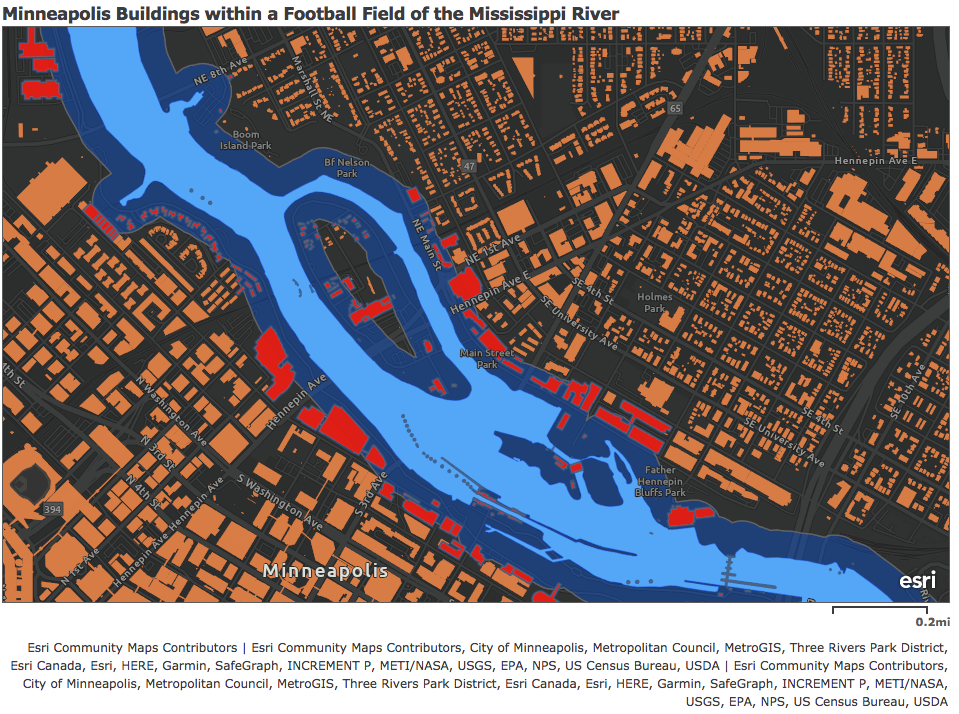 Minneapolis Buildings within a Football Field of the Mississippi River
NE 8th Ave
Marshall St NE
Boom
Island Park
Bf Nelson
Park
65
47
Hennepin Ave E
NE Main St
NE 1st Ave
Hennepin Ave E
SE 4th St
SE University Ave
Holmes
Park
Main Street
Park
4th St
N Washington Ave
Hennepin Ave
N 3rd St
N 4th St
394
Hennepin Ave
Hennepin Ave
N 1st Ave
S Washington Ave
S 3rd Ave
SE 10th Ave
SE 4th St
SE University Ave
Father
Hennepin
Bluffs Park
Minneapolis
esri
0.2mi
Esri Community Maps Contributors | Esri Community Maps Contributors, City of Minneapolis, Metropolitan Council, MetroGIS, Three Rivers Park District,
Esri Canada, Esri, HERE, Garmin, SafeGraph, INCREMENT P, METI/NASA, USGS, EPA, NPS, US Census Bureau, USDA | Esri Community Maps Contributors,
City of Minneapolis, Metropolitan Council, MetroGIS, Three Rivers Park District, Esri Canada, Esri, HERE, Garmin, SafeGraph, INCREMENT P, METI/NASA,
USGS, EPA, NPS, US Census Bureau, USDA